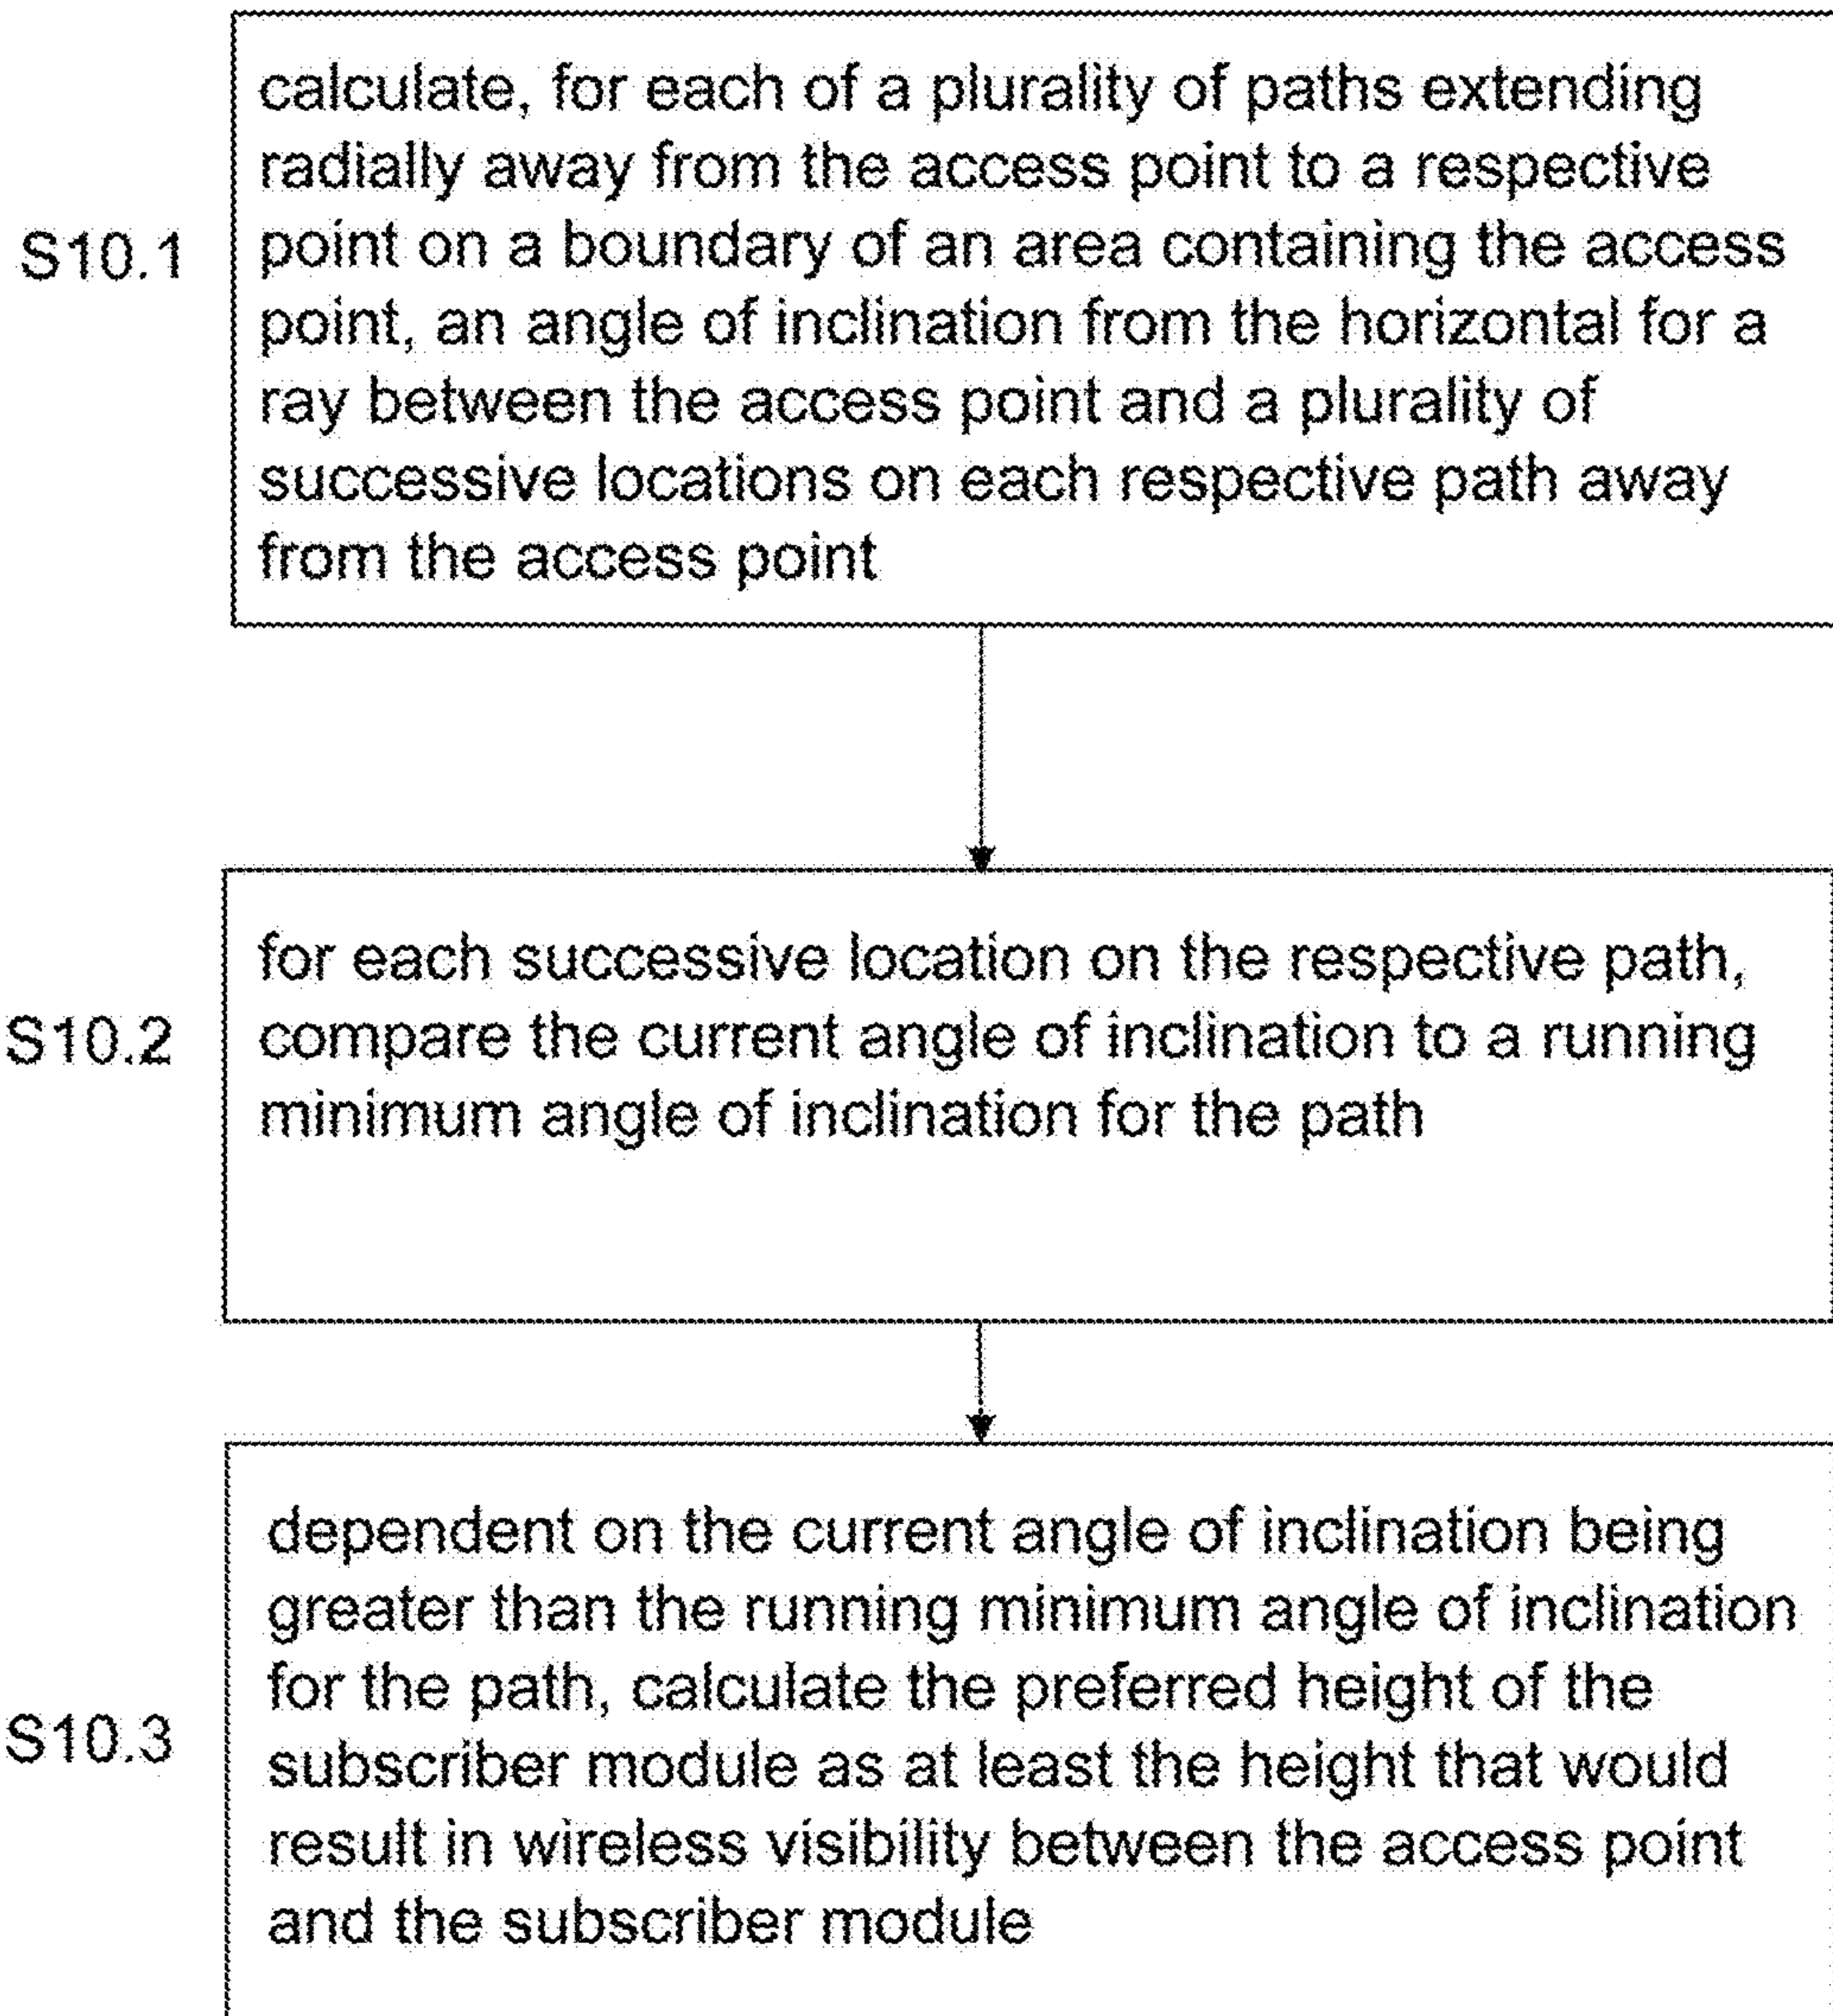 calculate, for each of a plurality of paths extending
radially away from the access point to a respective
S10.1 point on a boundary of an area containing the access
point, an angle of inclination from the horizontal for a
ray between the access point and a plurality of
successive locations on each respective path away
from the access point
for each successive location on the respective path,
S10.2 compare the current angle of inclination to a running
minimum angle of inclination for the path
dependent on the current angle of inclination being
greater than the running minimum angle of inclination
for the path, calculate the preferred height of the
S10.3 subscriber module as at least the height that would
result in wireless visibility between the access point
and the subscriber module